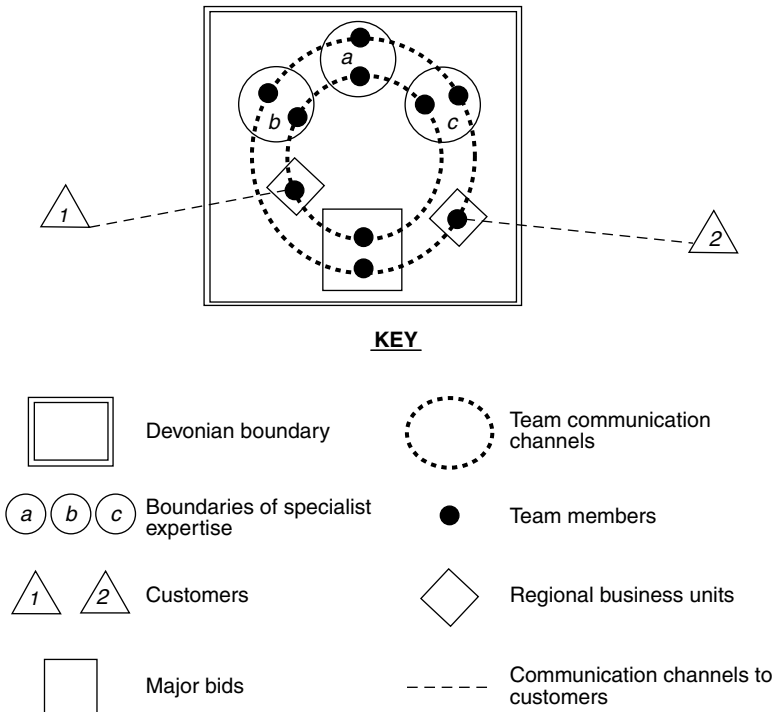 a
b
c
1
2
KEY
Devonian boundary
Team communication
channels
a b c
Boundaries of specialist
expertise
Team members
1 2
Customers
Regional business units
Major bids
Communication channels to
customers